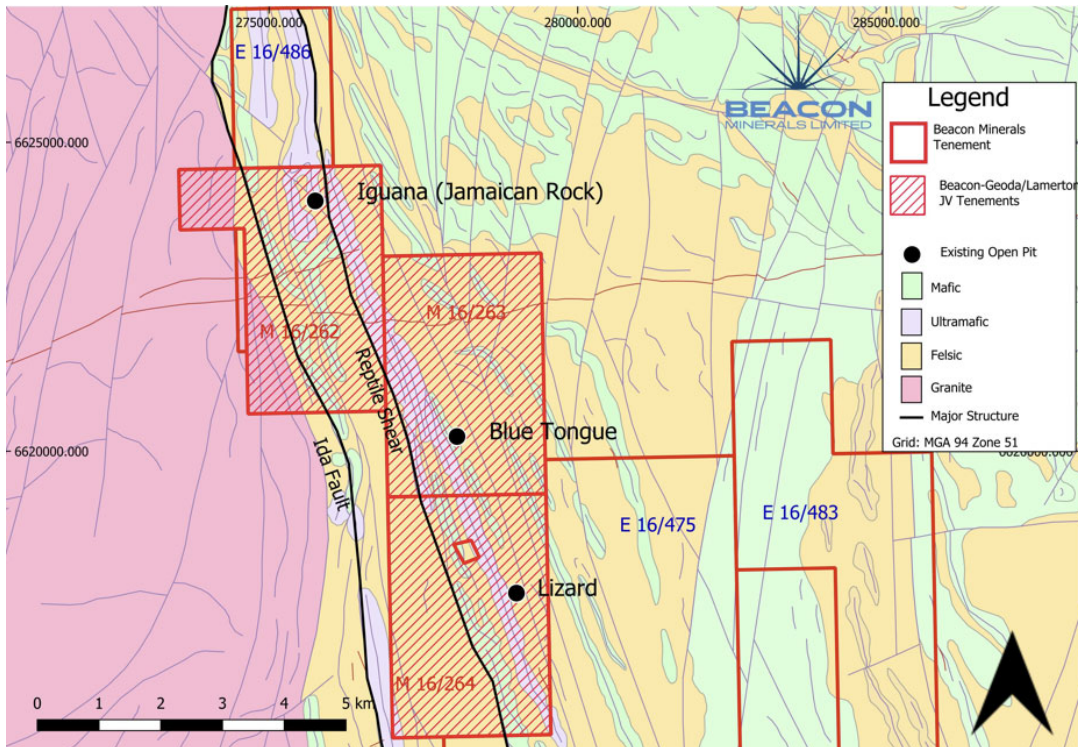 275000.000
280000.000
285000.000
E 16/486
BEACON
MINERALS LIMITED
Legend
Beacon Minerals
Tenement
Beacon-Geoda/Lamerton
JV Tenements
Existing Open Pit
Mafic
Ultramafic
Felsic
Granite
Major Structure
Grid: MGA 94 Zone 51
6625000.000
Iguana (Jamaican Rock)
M 16/263
M 16/262
Reptile Shear
Blue Tongue
6620000.000
6620000.000
Ida Fault
E 16/475
E 16/483
Lizard
M 16/264
0 1 2 3 4 5 km